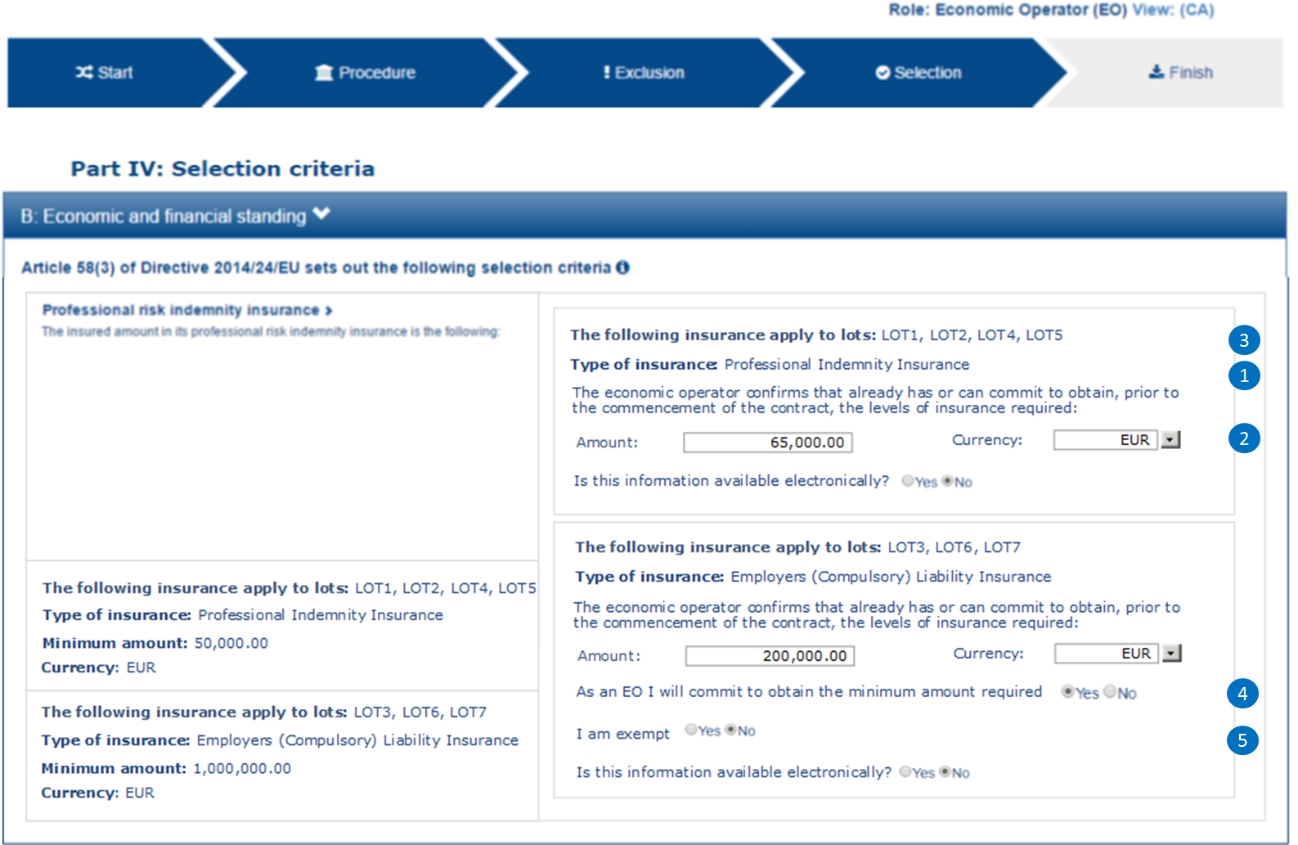 Role: Economic Operator (EO) View: (CA)
Start
Procedure
Exclusion
Selection
Finish
Part IV: Selection criteria
B: Economic and financial standing
Article 58(3) of Directive 2014/24/EU sets out the following selection criteria
Professional risk indemnity insurance
The insured amount in its professional risk indemnity insurance is the following:
The following insurance apply to lots: LOT1, LOT2, LOT4, LOT5
Type of insurance: Professional Indemnity Insurance
Minimum amount: 50,000.00
Currency: EUR
The following insurance apply to lots: LOT3, LOT6, LOT7
Type of insurance: Employers (Compulsory) Liability Insurance
Minimum amount: 1,000,000.00
Currency: EUR
The following insurance apply to lots: LOT1, LOT2, LOT4, LOT5
3
Type of insurance: Professional Indemnity Insurance
1
The economic operator confirms that already has or can commit to obtain, prior to
the commencement of the contract, the levels of insurance required:
Amount: 65,000.00 Currency: EUR
2
Is this information available electronically? Yes No
The following insurance apply to lots: LOT3, LOT6, LOT7
Type of insurance: Employers (Compulsory) Liability Insurance
The economic operator confirms that already has or can commit to obtain, prior to
the commencement of the contract, the levels of insurance required:
Amount: 200,000.00 Currency: EUR
As an EO I will commit to obtain the minimum amount required Yes No
4
I am exempt Yes No
5
Is this information available electronically? Yes No